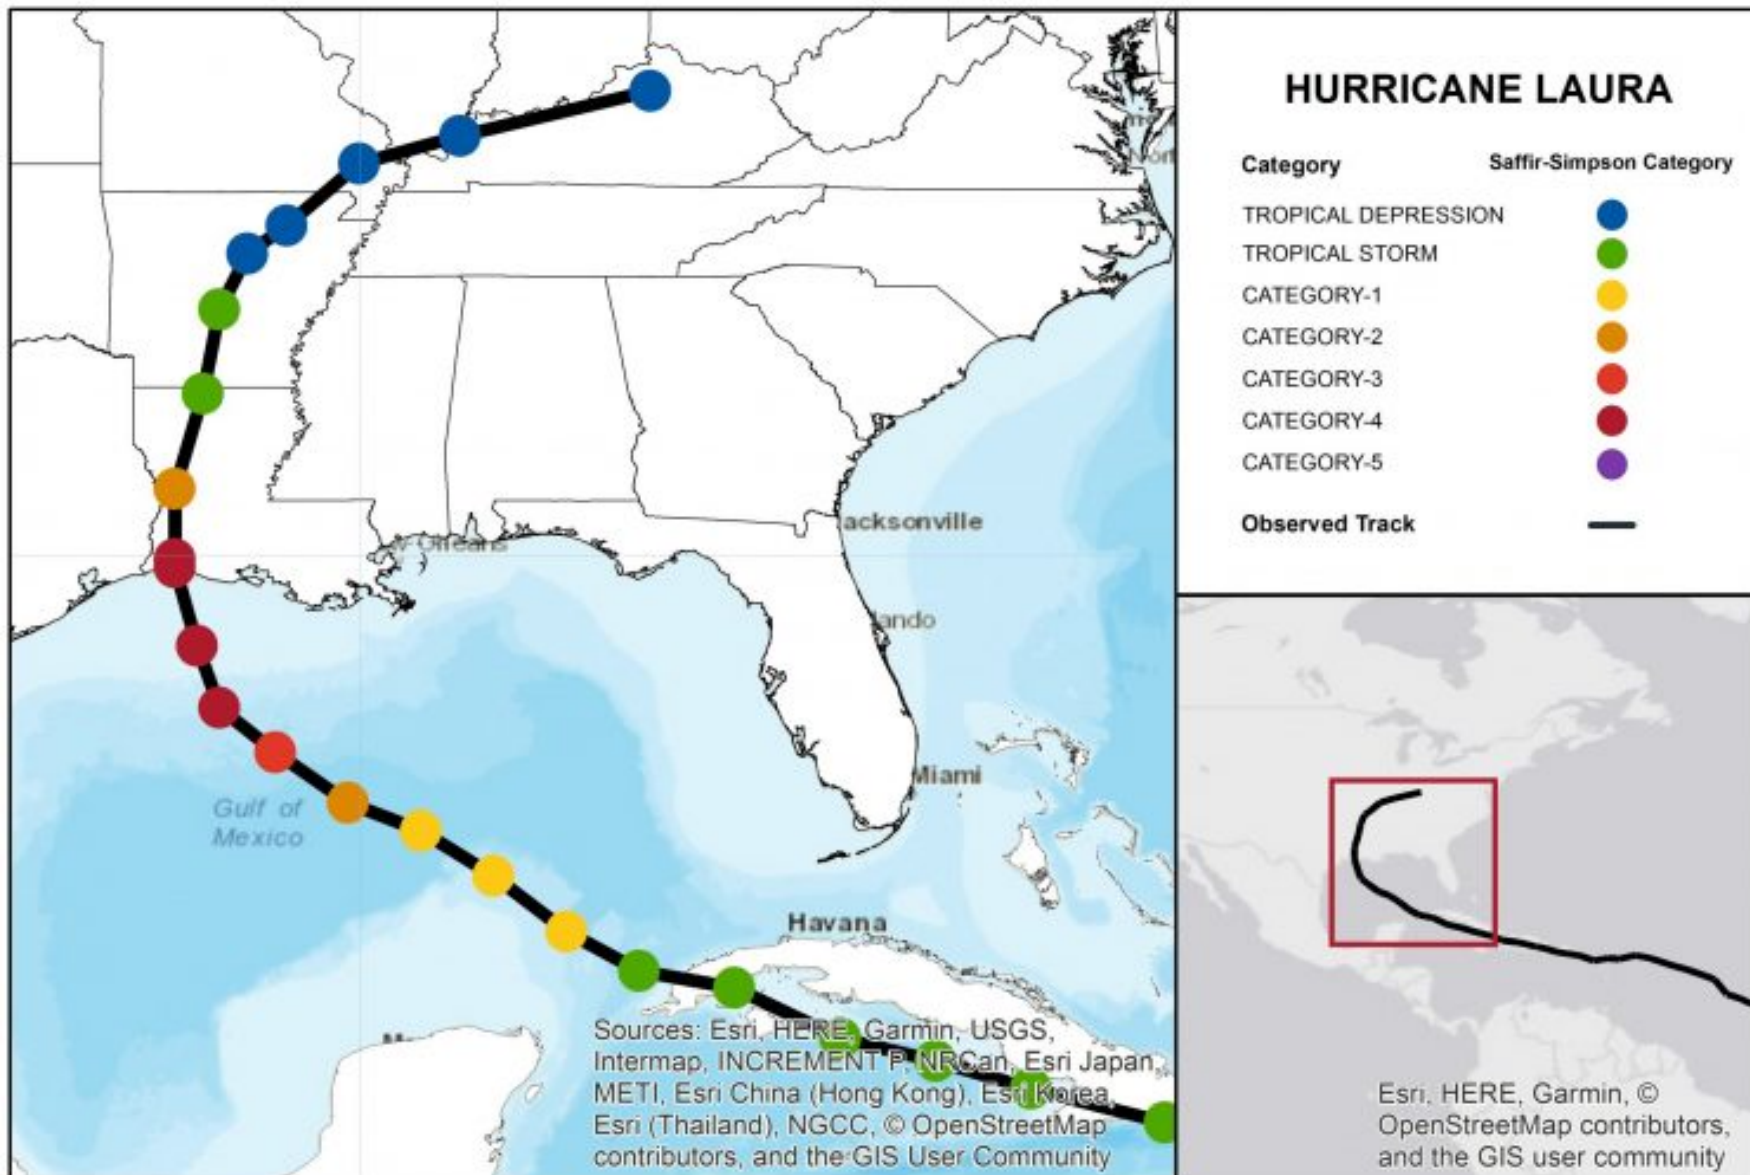 HURRICANE LAURA
Category Saffir-Simpson Category
TROPICAL DEPRESSION
TROPICAL STORM
CATEGORY-1
CATEGORY-2
CATEGORY-3
CATEGORY-4
CATEGORY-5
Observed Track
acksonville
w Orleans
lando
Miami
Gulf of
Mexico
Havana
Sources: Esri, HERE, Garmin, USGS,
Intermap, INCREMENT P, NRCan, Esri Japan,
METI, Esri China (Hong Kong), Esri Korea,
Esri (Thailand), NGCC, © OpenStreetMap
contributors, and the GIS User Community
Esri, HERE, Garmin, ©
OpenStreetMap contributors,
and the GIS user community